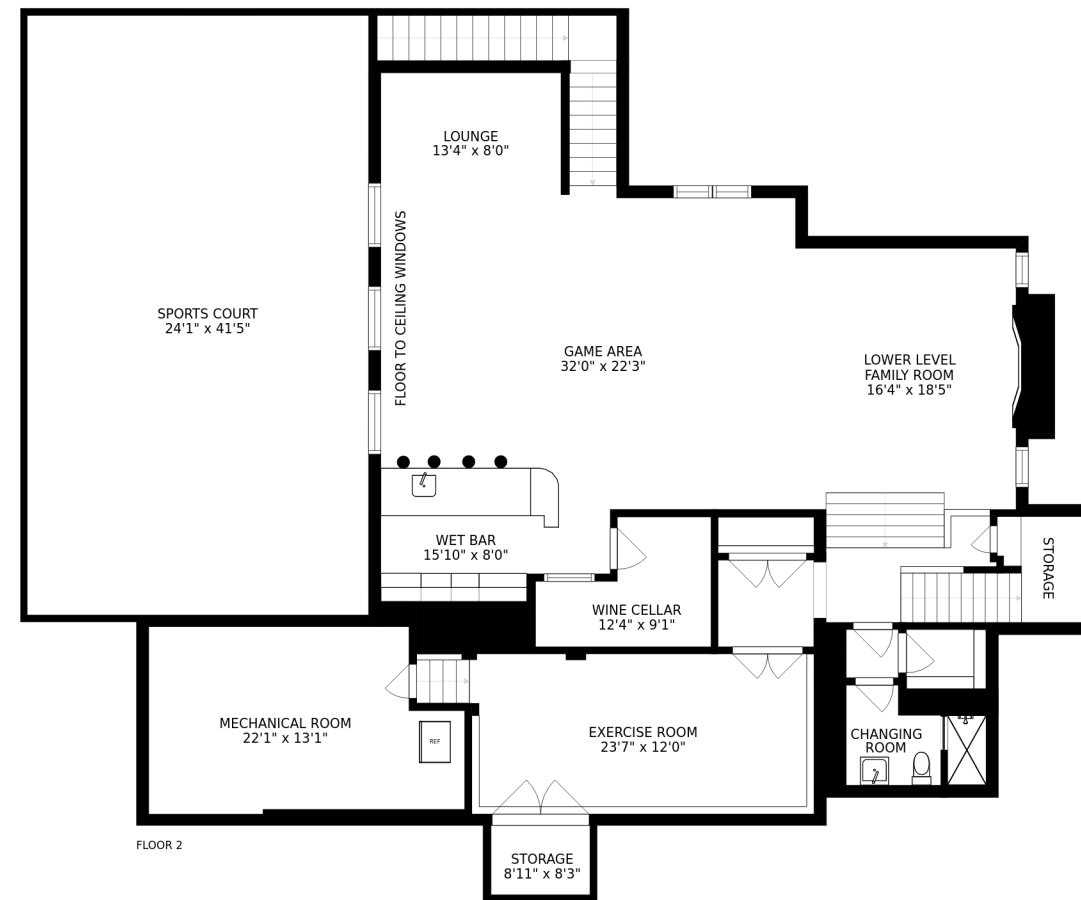 LOUNGE
13'4" x 8'0"
FLOOR TO CEILING WINDOWS
SPORTS COURT
24'1" x 41'5"
GAME AREA
32'0" x 22'3"
LOWER LEVEL
FAMILY ROOM
16'4" x 18'5"
WET BAR
15'10" x 8'0"
STORAGE
WINE CELLAR
12'4" x 9'1"
MECHANICAL ROOM
22'1" x 13'1"
REF
EXERCISE ROOM
23'7" x 12'0"
CHANGING
ROOM
FLOOR 2
STORAGE
8'11" x 8'3"